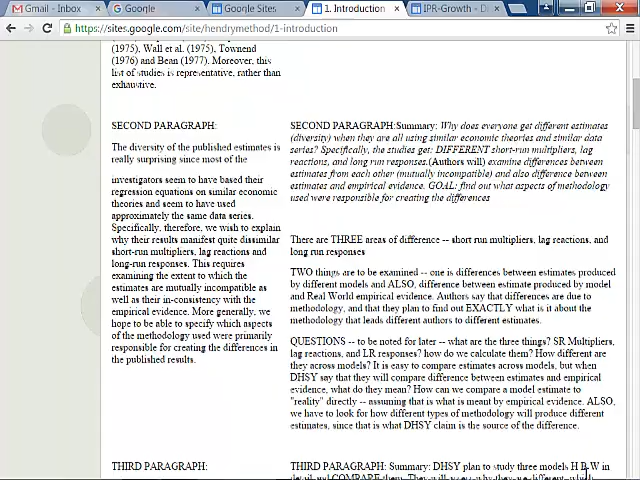 Gmail - Inbox
Google
Google Sites
1. Introduction
IPR-Growth - D
https://sites.google.com/site/hendrymethod/1-introduction
(1975), Wall et al. (1975), Townend
(1976) and Bean (1977). Moreover, this
list of studies is representative, rather than
exhaustive.
SECOND PARAGRAPH:
The diversity of the published estimates is
really surprising since most of the
investigators seem to have based their
regression equations on similar economic
theories and seem to have used
approximately the same data series.
Specifically, therefore, we wish to explain
why their results manifest quite dissimilar
short-run multipliers, lag reactions and
long-run responses. This requires
examining the extent to which the
estimates are mutually incompatible as
well as their in-consistency with the
empirical evidence. More generally, we
hope to be able to specify which aspects of
the methodology used were primarily
responsible for creating the differences in
the published results.
SECOND PARAGRAPH:Summary: Why does everyone get different estimates
(diversity) when they are all using similar economic theories and similar data
series? Specifically, the studies get: DIFFERENT short-run multipliers, lag
reactions, and long run responses.(Authors will) examine differences between
estimates from each other (mutually incompatible) and also difference between
estimates and empirical evidence. GOAL: find out what aspects of methodology
used were responsible for creating the differences
There are THREE areas of difference -- short run multipliers, lag reactions, and
long run responses
TWO things are to be examined -- one is differences between estimates produced
by different models and ALSO, difference between estimate produced by model
and Real World empirical evidence. Authors say that differences are due to
methodology, and that they plan to find out EXACTLY what is it about the
methodology that leads different authors to different estimates.
QUESTIONS -- to be noted for later -- what are the three things? SR Multipliers,
lag reactions, and LR responses? how do we calculate them? How different are
they across models? It is easy to compare estimates across models, but when
DHSY say that they will compare difference between estimates and empirical
evidence, what do they mean? How can we compare a model estimate to
"reality" directly -- assuming that is what is meant by empirical evidence. ALSO,
we have to look for how different types of methodology will produce different
estimates, since that is what DHSY claim is the source of the difference.
THIRD PARAGRAPH:
THIRD PARAGRAPH: Summary: DHSY plan to study three models H B W in
detail and COMPARE them. They will